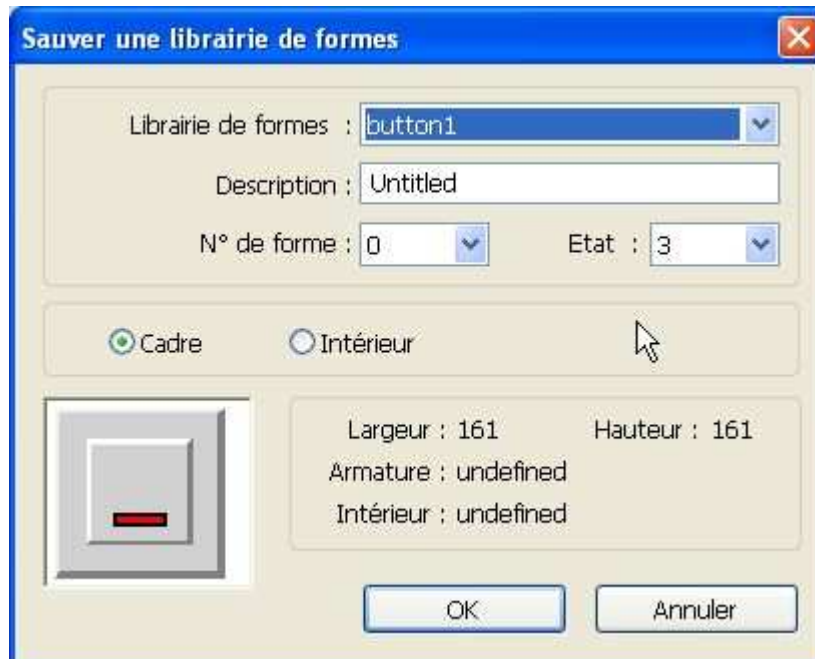 Sauver une librairie de formes
Librairie de formes : button1
Description : Untitled
N° de forme : 0 Etat : 3
Cadre Intérieur
Largeur : 161 Hauteur : 161
Armature : undefined
Intérieur : undefined
OK Annuler